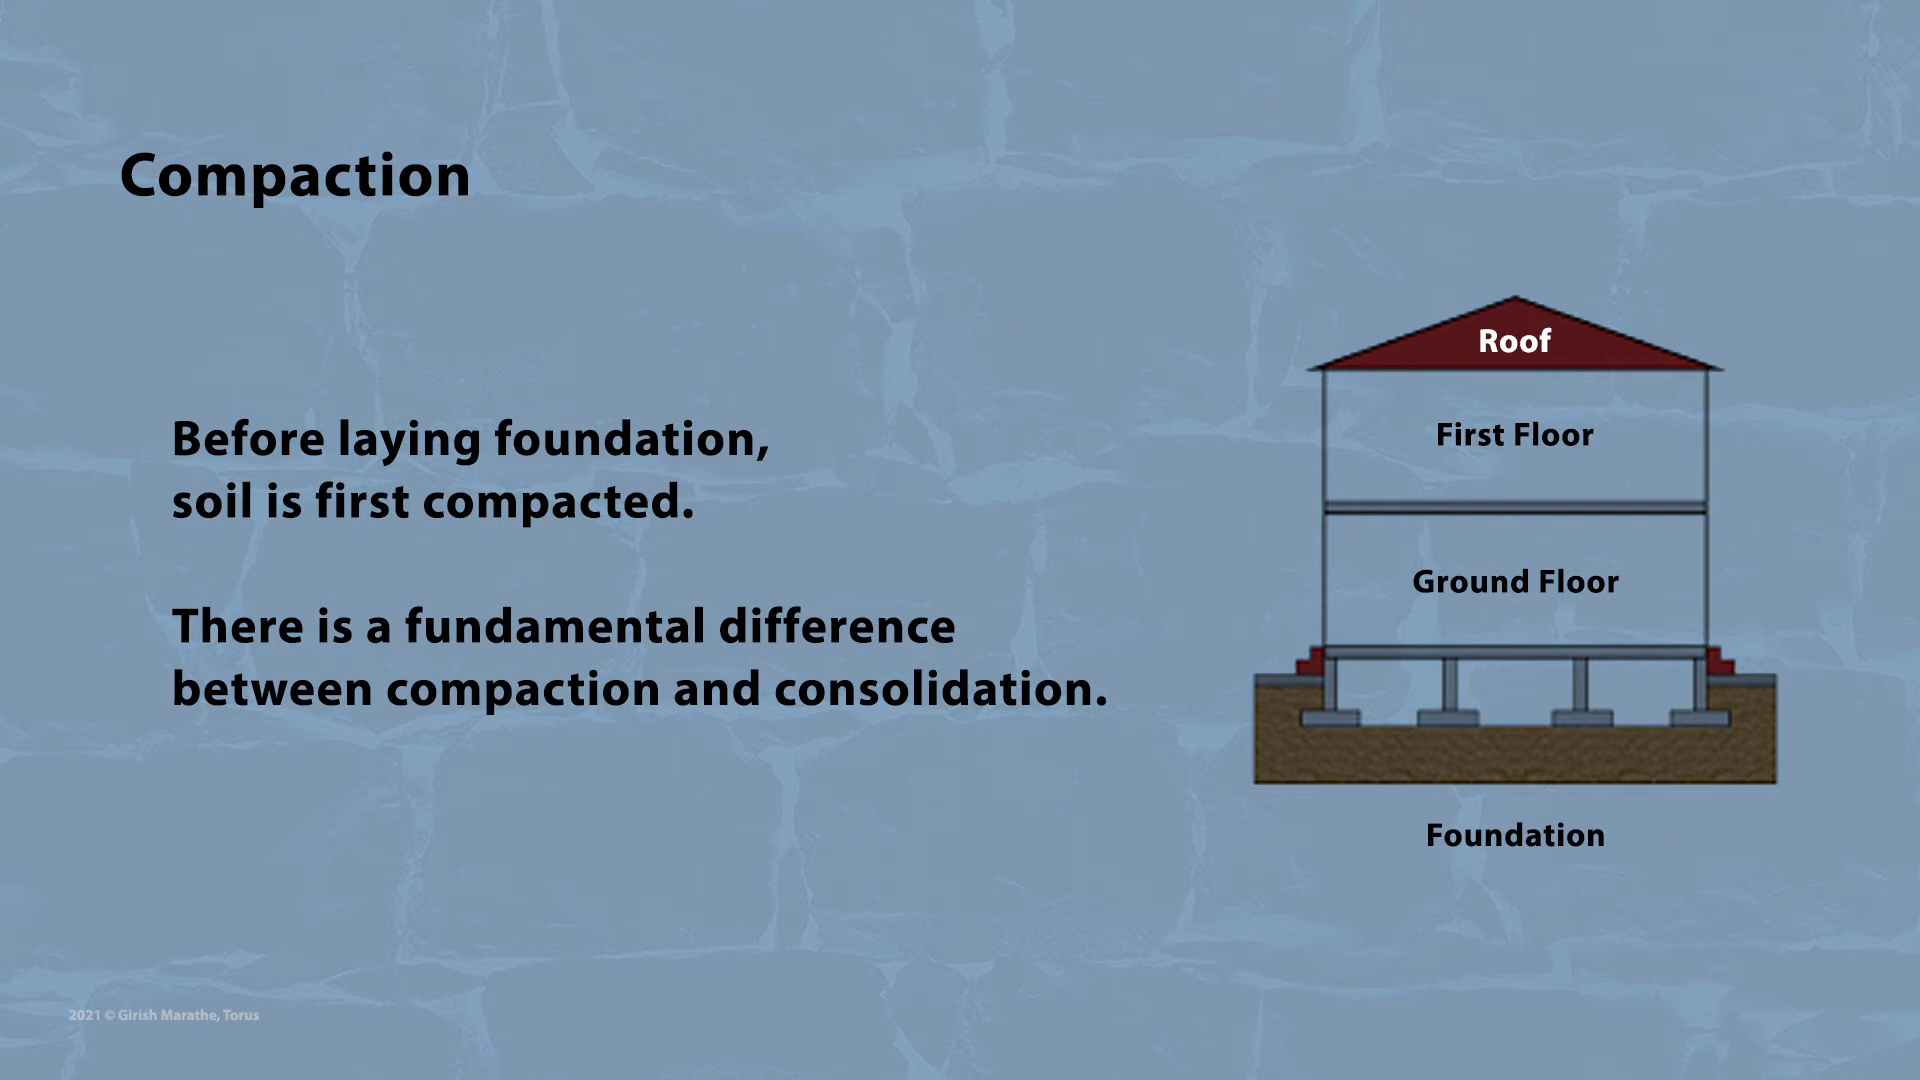 Compaction
Before laying foundation,
soil is first compacted.
There is a fundamental difference
between compaction and consolidation.
Roof
First Floor
Ground Floor
Foundation
2021 © Girish Marathe, Torus